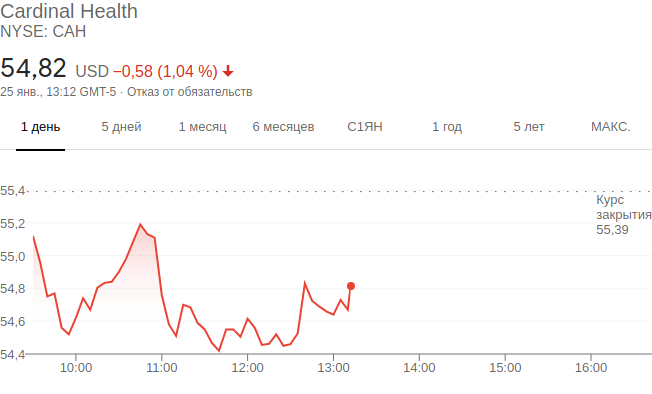 Cardinal Health
NYSE: CAH
54,82 USD −0,58 (1,04 %)
25 янв., 13:12 GMT-5 · Отказ от обязательств
1 день 5 дней 1 месяц 6 месяцев С1ЯН 1 год 5 лет МАКС.
55,4
Курс
закрытия
55,39
55,2
55,0
54,8
54,6
54,4
10:00 11:00 12:00 13:00 14:00 15:00 16:00